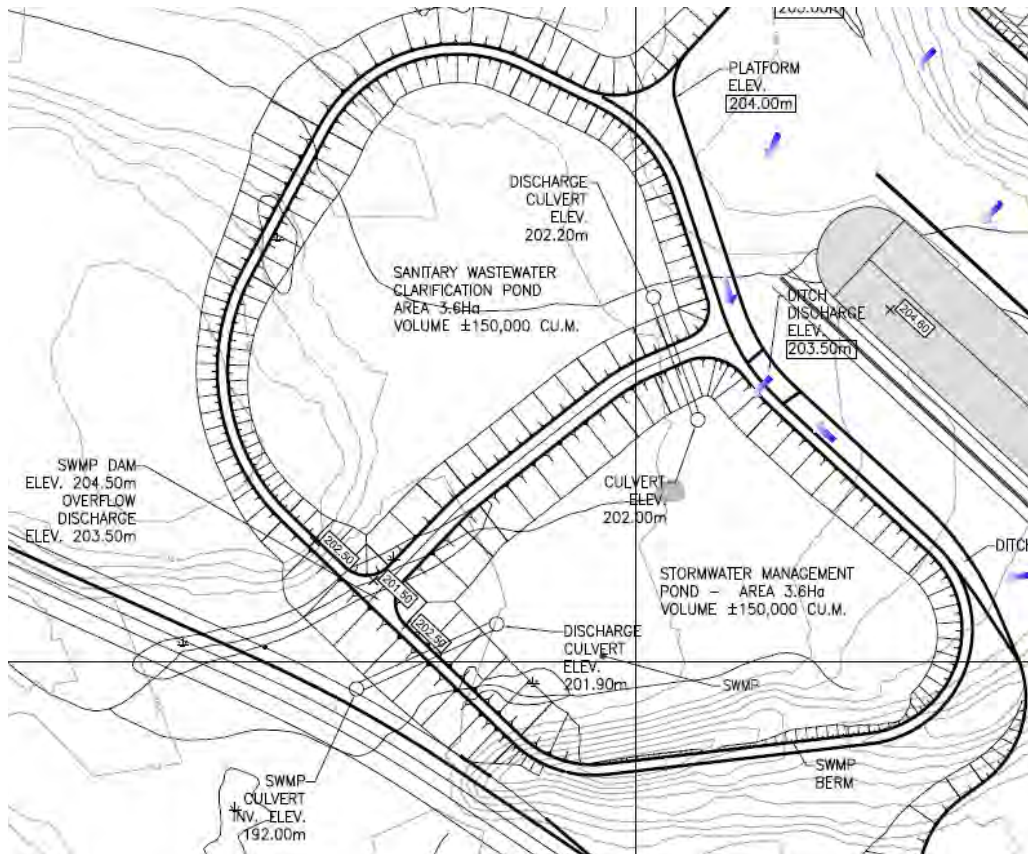 203.00m
PLATFORM
ELEV.
204.00m
DISCHARGE
CULVERT
ELEV.
202.20m
SANITARY WASTEWATER
CLARIFICATION POND
AREA 3.6Ha
VOLUME ±150,000 CU.M.
DITCH
DISCHARGE
ELEV.
203.50m
204.60
SWMP DAM
ELEV. 204.50m
OVERFLOW
DISCHARGE
ELEV. 203.50m
CULVERT
ELEV.
202.00m
202.50
201.50
202.50
DITCH
STORMWATER MANAGEMENT
POND - AREA 3.6Ha
VOLUME ±150,000 CU.M.
DISCHARGE
CULVERT
ELEV.
201.90m
SWMP
SWMP
BERM
SWMP
CULVERT
INV. ELEV.
192.00m